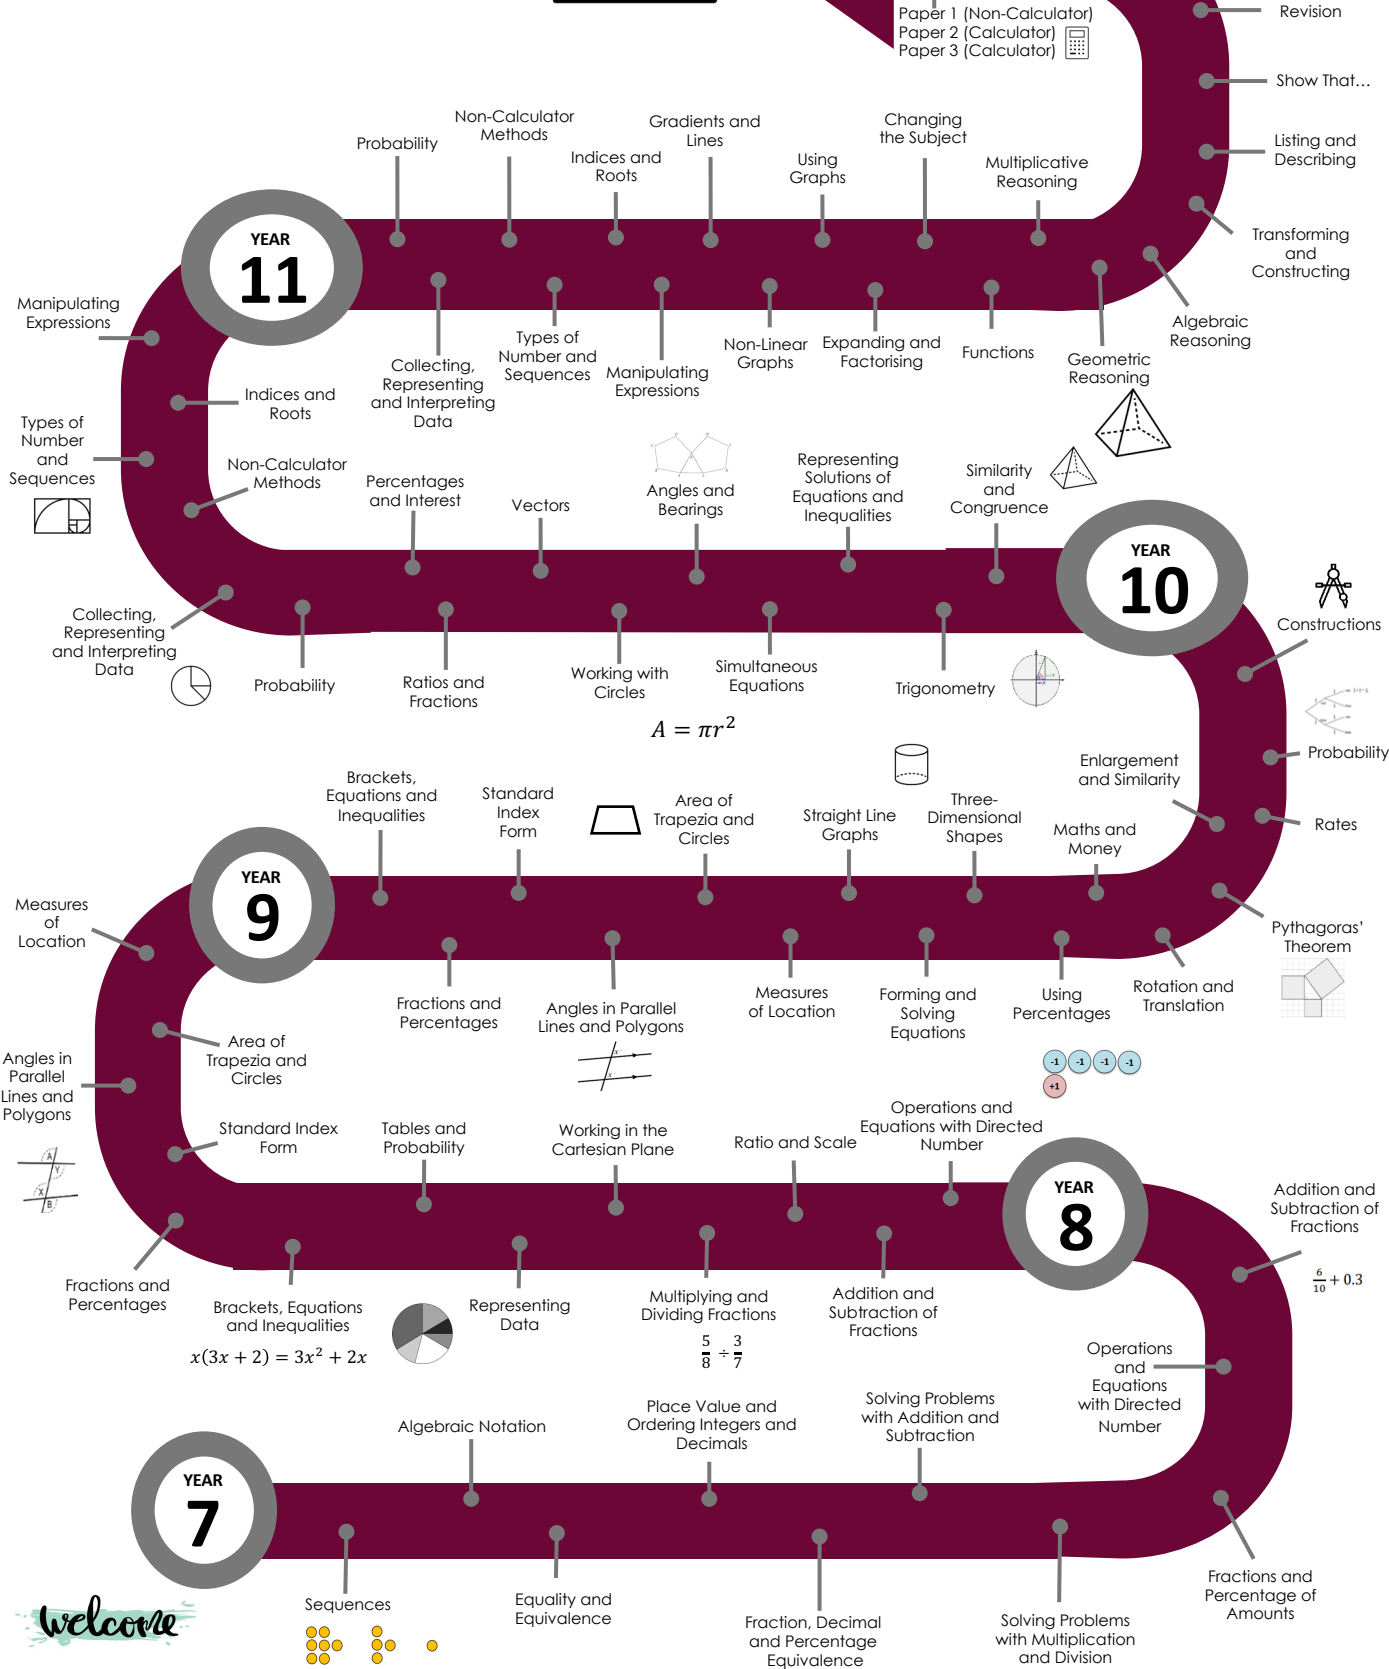 Paper 1 (Non-Calculator)
Paper 2 (Calculator)
Paper 3 (Calculator)
Revision
Show That...
Listing and
Describing
Transforming
and
Constructing
Algebraic
Reasoning
Geometric
Reasoning
Multiplicative
Reasoning
Functions
Changing
the Subject
Expanding and
Factorising
Using
Graphs
Non-Linear
Graphs
Gradients and
Lines
Manipulating
Expressions
Indices and
Roots
Types of
Number and
Sequences
Non-Calculator
Methods
Collecting,
Representing
and Interpreting
Data
Probability
YEAR
11
Manipulating
Expressions
Indices and
Roots
Types of
Number
and
Sequences
Non-Calculator
Methods
Collecting,
Representing
and Interpreting
Data
Probability
Percentages
and Interest
Ratios and
Fractions
Vectors
Working with
Circles
A = πr²
Angles and
Bearings
Simultaneous
Equations
Representing
Solutions of
Equations and
Inequalities
Trigonometry
Similarity
and
Congruence
YEAR
10
Constructions
Probability
Enlargement
and Similarity
Rates
Pythagoras’
Theorem
Rotation and
Translation
Maths and
Money
Using
Percentages
Three-
Dimensional
Shapes
Forming and
Solving
Equations
Straight Line
Graphs
Measures
of Location
Area of
Trapezia and
Circles
Angles in Parallel
Lines and Polygons
Standard
Index
Form
Fractions and
Percentages
Brackets,
Equations and
Inequalities
YEAR
9
Measures
of
Location
Area of
Trapezia and
Circles
Angles in
Parallel
Lines and
Polygons
A
Y
X
B
Standard Index
Form
Fractions and
Percentages
Brackets, Equations
and Inequalities
x(3x + 2) = 3x² + 2x
Tables and
Probability
Representing
Data
Working in the
Cartesian Plane
Multiplying and
Dividing Fractions
5/8 ÷ 3/7
Ratio and Scale
Addition and
Subtraction of
Fractions
-1 -1 -1 -1
+1
Operations and
Equations with Directed
Number
YEAR
8
Addition and
Subtraction of
Fractions
6/10 + 0.3
Operations
and
Equations
with Directed
Number
Fractions and
Percentage of
Amounts
Solving Problems
with Multiplication
and Division
Solving Problems
with Addition and
Subtraction
Fraction, Decimal
and Percentage
Equivalence
Place Value and
Ordering Integers and
Decimals
Equality and
Equivalence
Algebraic Notation
Sequences
YEAR
7
welcome